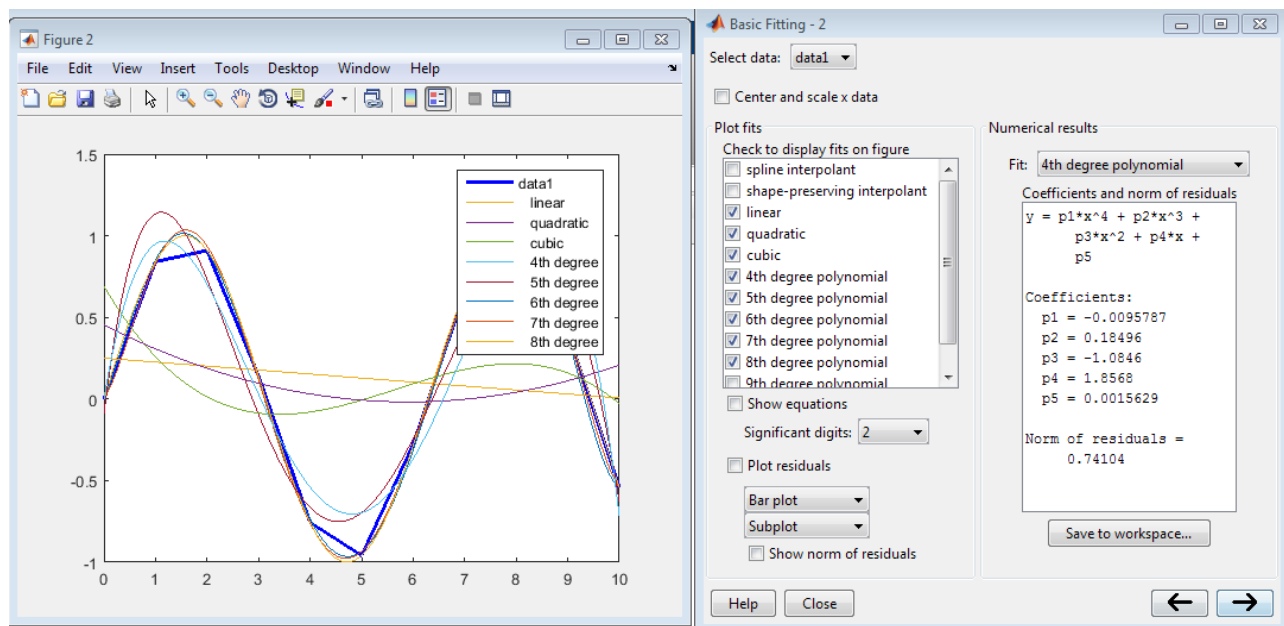 Figure 2
File Edit View Insert Tools Desktop Window Help
1.5
1
0.5
0
-0.5
-1
0 1 2 3 4 5 6 7 8 9 10
data1
linear
quadratic
cubic
4th degree
5th degree
6th degree
7th degree
8th degree
Basic Fitting - 2
Select data: data1
Center and scale x data
Plot fits
Check to display fits on figure
spline interpolant
shape-preserving interpolant
linear
quadratic
cubic
4th degree polynomial
5th degree polynomial
6th degree polynomial
7th degree polynomial
8th degree polynomial
9th degree polynomial
Show equations
Significant digits: 2
Plot residuals
Bar plot
Subplot
Show norm of residuals
Numerical results
Fit: 4th degree polynomial
Coefficients and norm of residuals
y = p1*x^4 + p2*x^3 +
p3*x^2 + p4*x +
p5
Coefficients:
p1 = -0.0095787
p2 = 0.18496
p3 = -1.0846
p4 = 1.8568
p5 = 0.0015629
Norm of residuals =
0.74104
Save to workspace...
Help Close